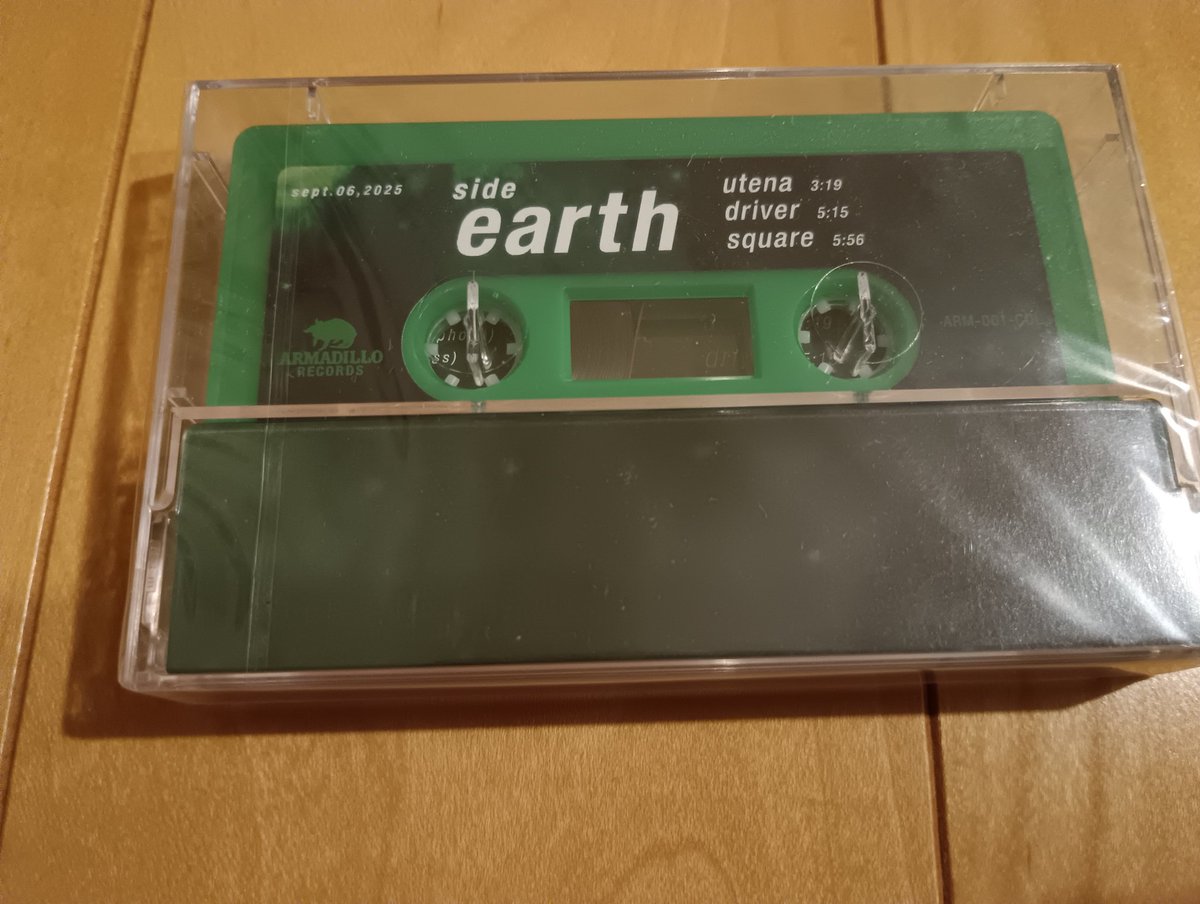 sept.06,2025
side
earth
utena 3:19
driver 5:15
square 5:56
ARMADILLO
RECORDS